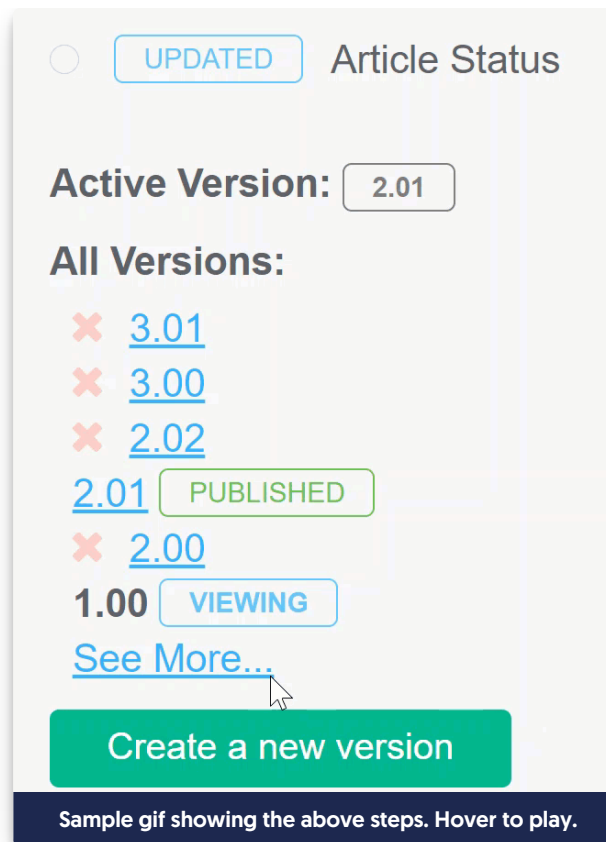 UPDATED Article Status
Active Version: 2.01
All Versions:
3.01
3.00
2.02
2.01 PUBLISHED
2.00
1.00 VIEWING
See More...
Create a new version
Sample gif showing the above steps. Hover to play.